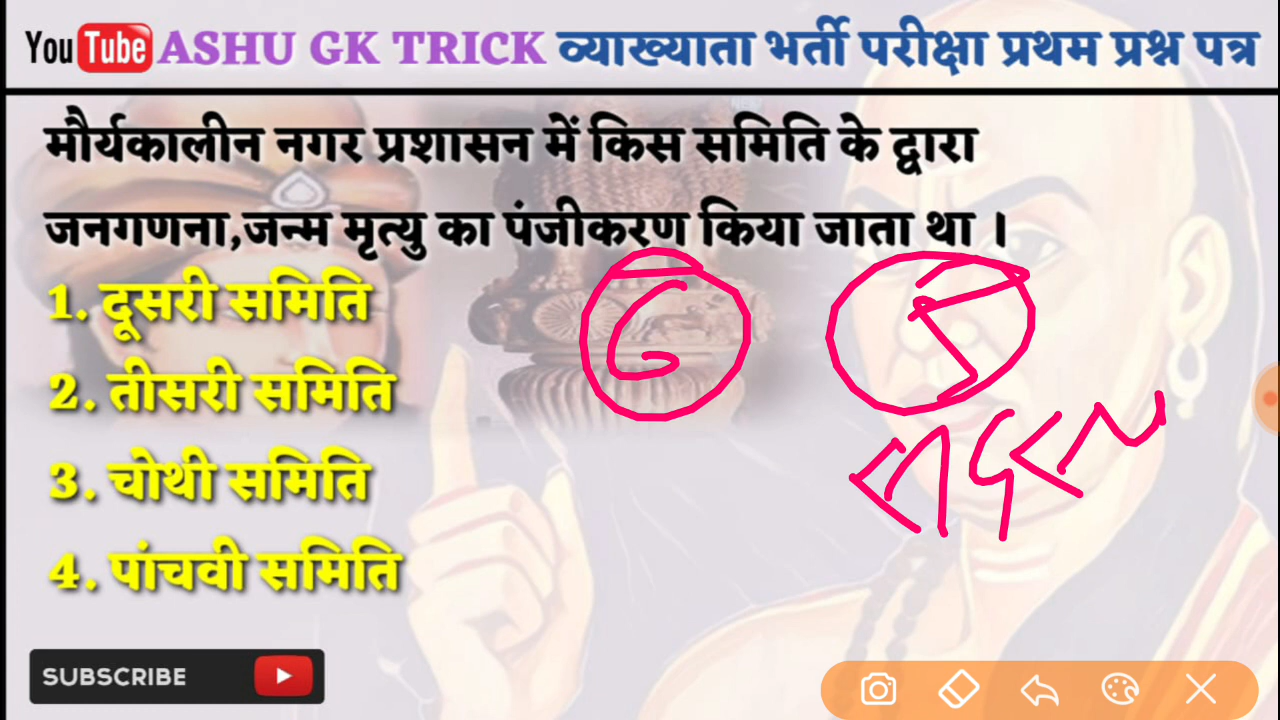 YouTube ASHU GK TRICK व्याख्याता भर्ती परीक्षा प्रथम प्रश्न पत्र
मौर्यकालीन नगर प्रशासन में किस समिति के द्वारा
जनगणना,जन्म मृत्यु का पंजीकरण किया जाता था ।
1. दूसरी समिति
2. तीसरी समिति
3. चोथी समिति
4. पांचवी समिति
6 5
SUBSCRIBE